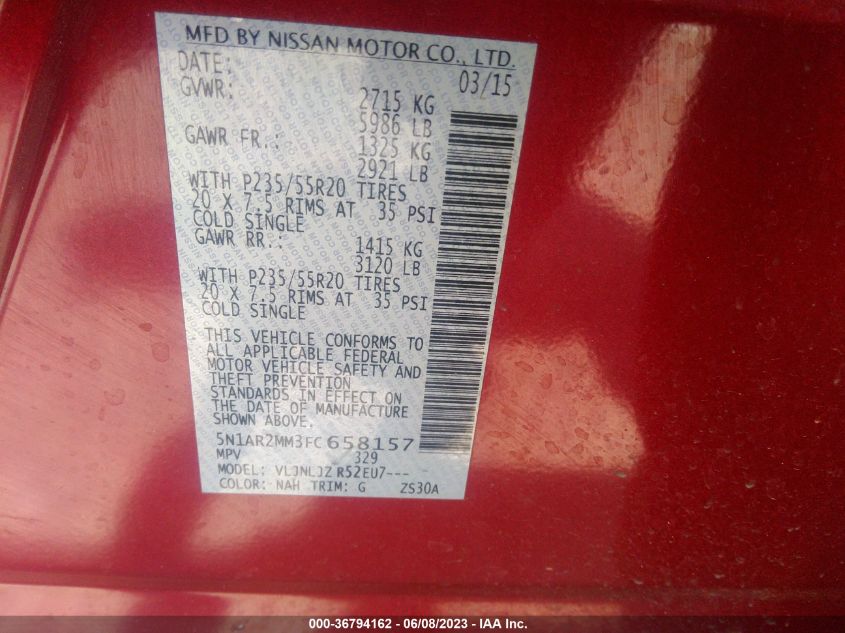 MFD BY NISSAN MOTOR CO., LTD.
DATE: 03/15
GVWR: 2715 KG
5986 LB
GAWR FR.: 1325 KG
2921 LB
WITH P235/55R20 TIRES
20 X 7.5 RIMS AT 35 PSI
COLD SINGLE
GAWR RR.: 1415 KG
3120 LB
WITH P235/55R20 TIRES
20 X 7.5 RIMS AT 35 PSI
COLD SINGLE
THIS VEHICLE CONFORMS TO
ALL APPLICABLE FEDERAL
MOTOR VEHICLE SAFETY AND
THEFT PREVENTION
STANDARDS IN EFFECT ON
THE DATE OF MANUFACTURE
SHOWN ABOVE.
5N1AR2MM3FC658157
MPV 329
MODEL: VLJNLJZ R52EU7---
COLOR: NAH TRIM: G ZS30A
000-36794162 - 06/08/2023 - IAA Inc.